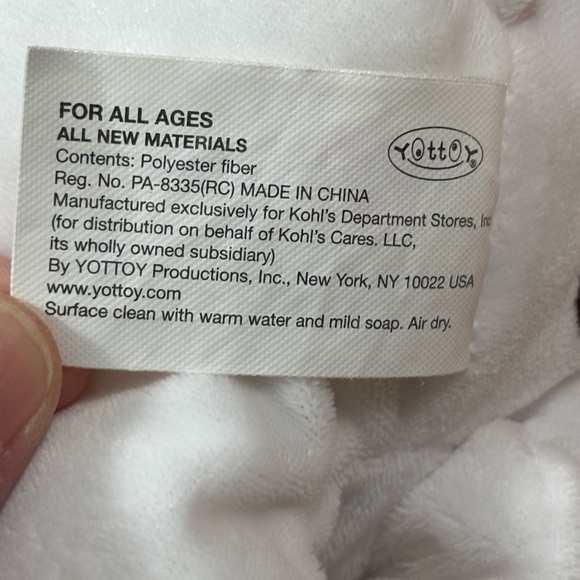 FOR ALL AGES
ALL NEW MATERIALS
Contents: Polyester fiber
Reg. No. PA-8335(RC) MADE IN CHINA
Manufactured exclusively for Kohl's Department Stores, Inc
(for distribution on behalf of Kohl's Cares. LLC,
its wholly owned subsidiary)
By YOTTOY Productions, Inc., New York, NY 10022 USA
www.yottoy.com
Surface clean with warm water and mild soap. Air dry.
YOttOY®